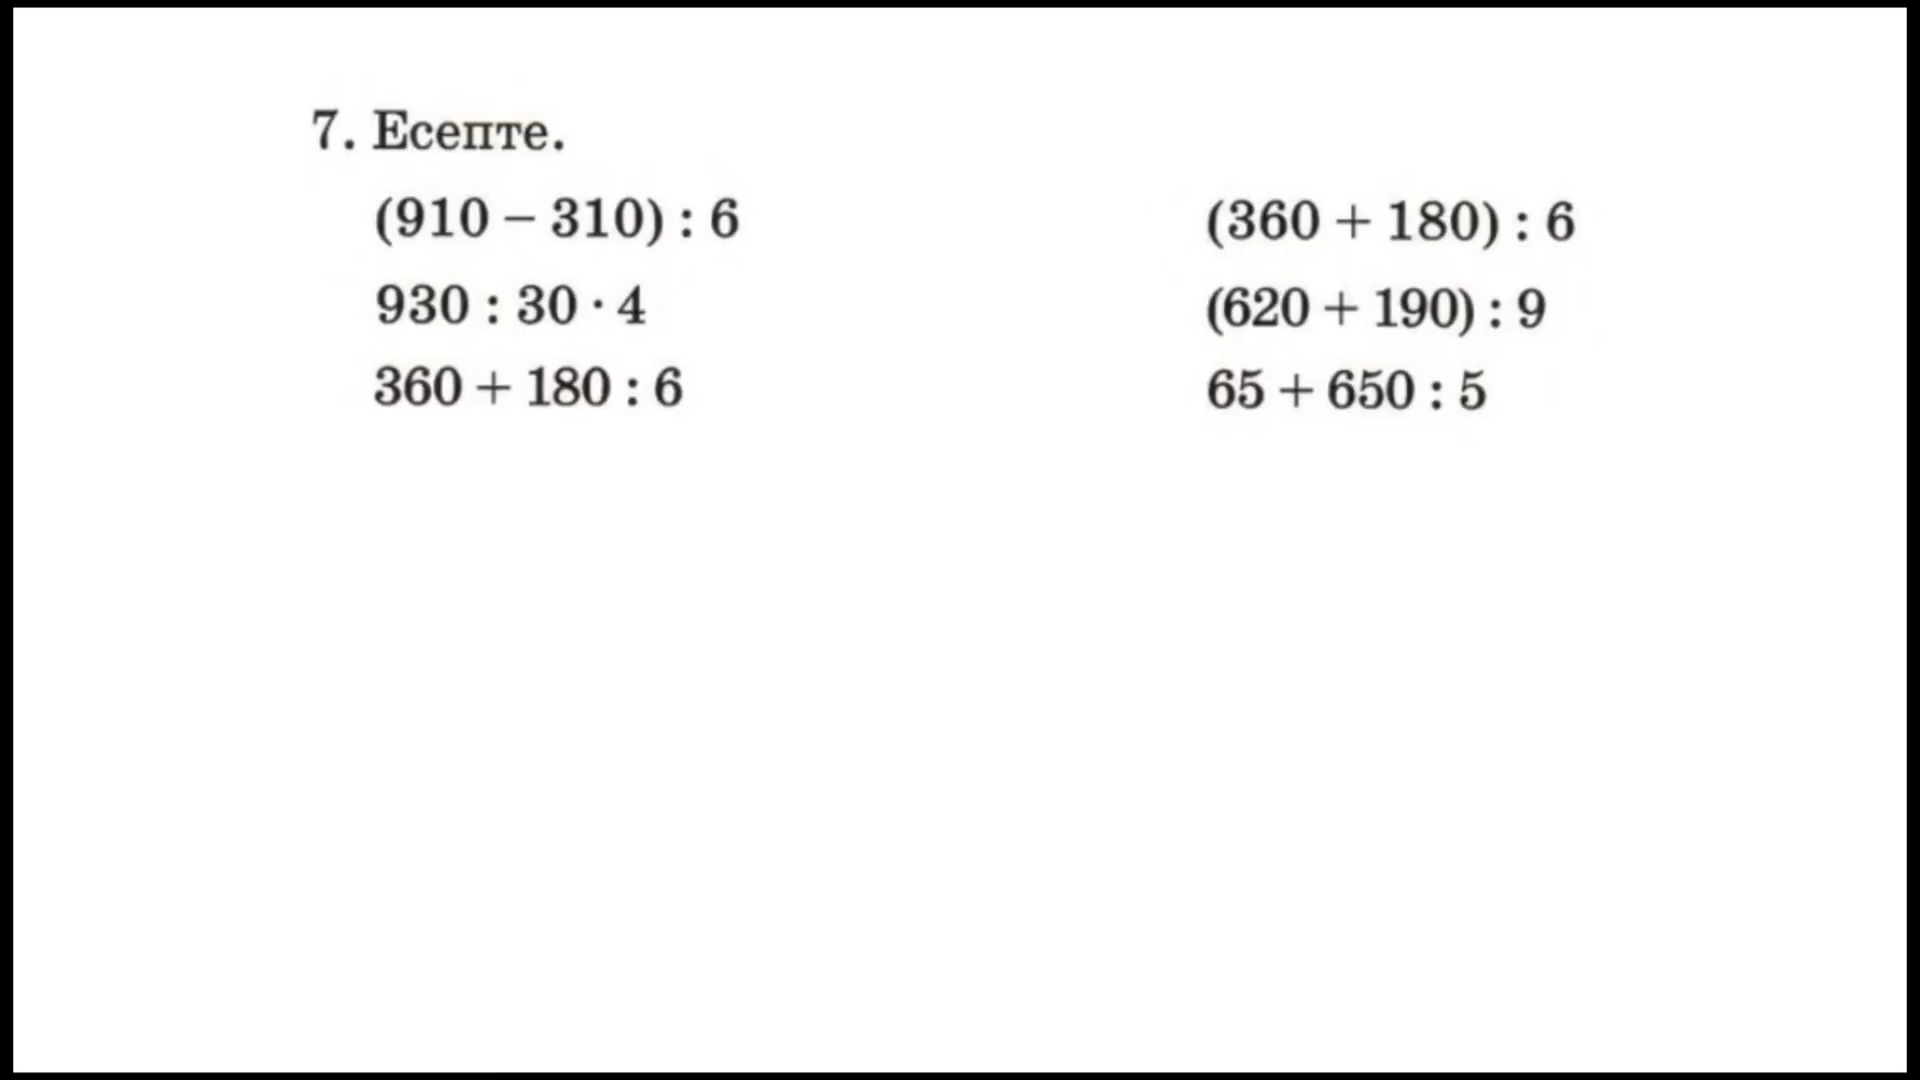 7. Есепте.
(910 – 310) : 6
930 : 30 · 4
360 + 180 : 6
(360 + 180) : 6
(620 + 190) : 9
65 + 650 : 5